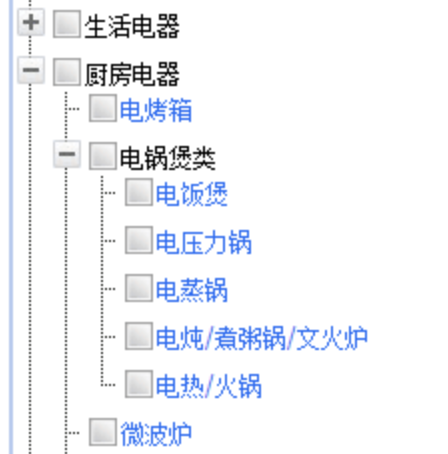 生活电器
厨房电器
电烤箱
电锅煲类
电饭煲
电压力锅
电蒸锅
电炖/煮粥锅/文火炉
电热/火锅
微波炉